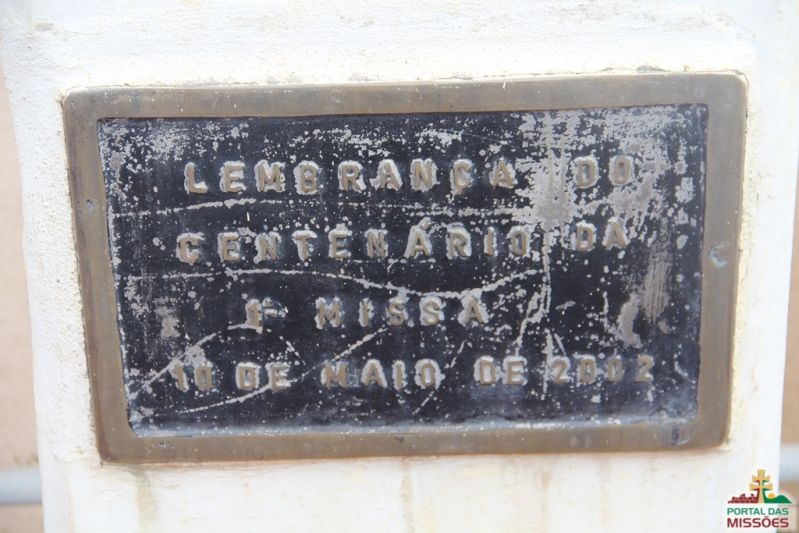 LEMBRANÇA DO
CENTENÁRIO DA
1ª MISSA
10 DE MAIO DE 2002
PORTAL DAS
MISSÕES